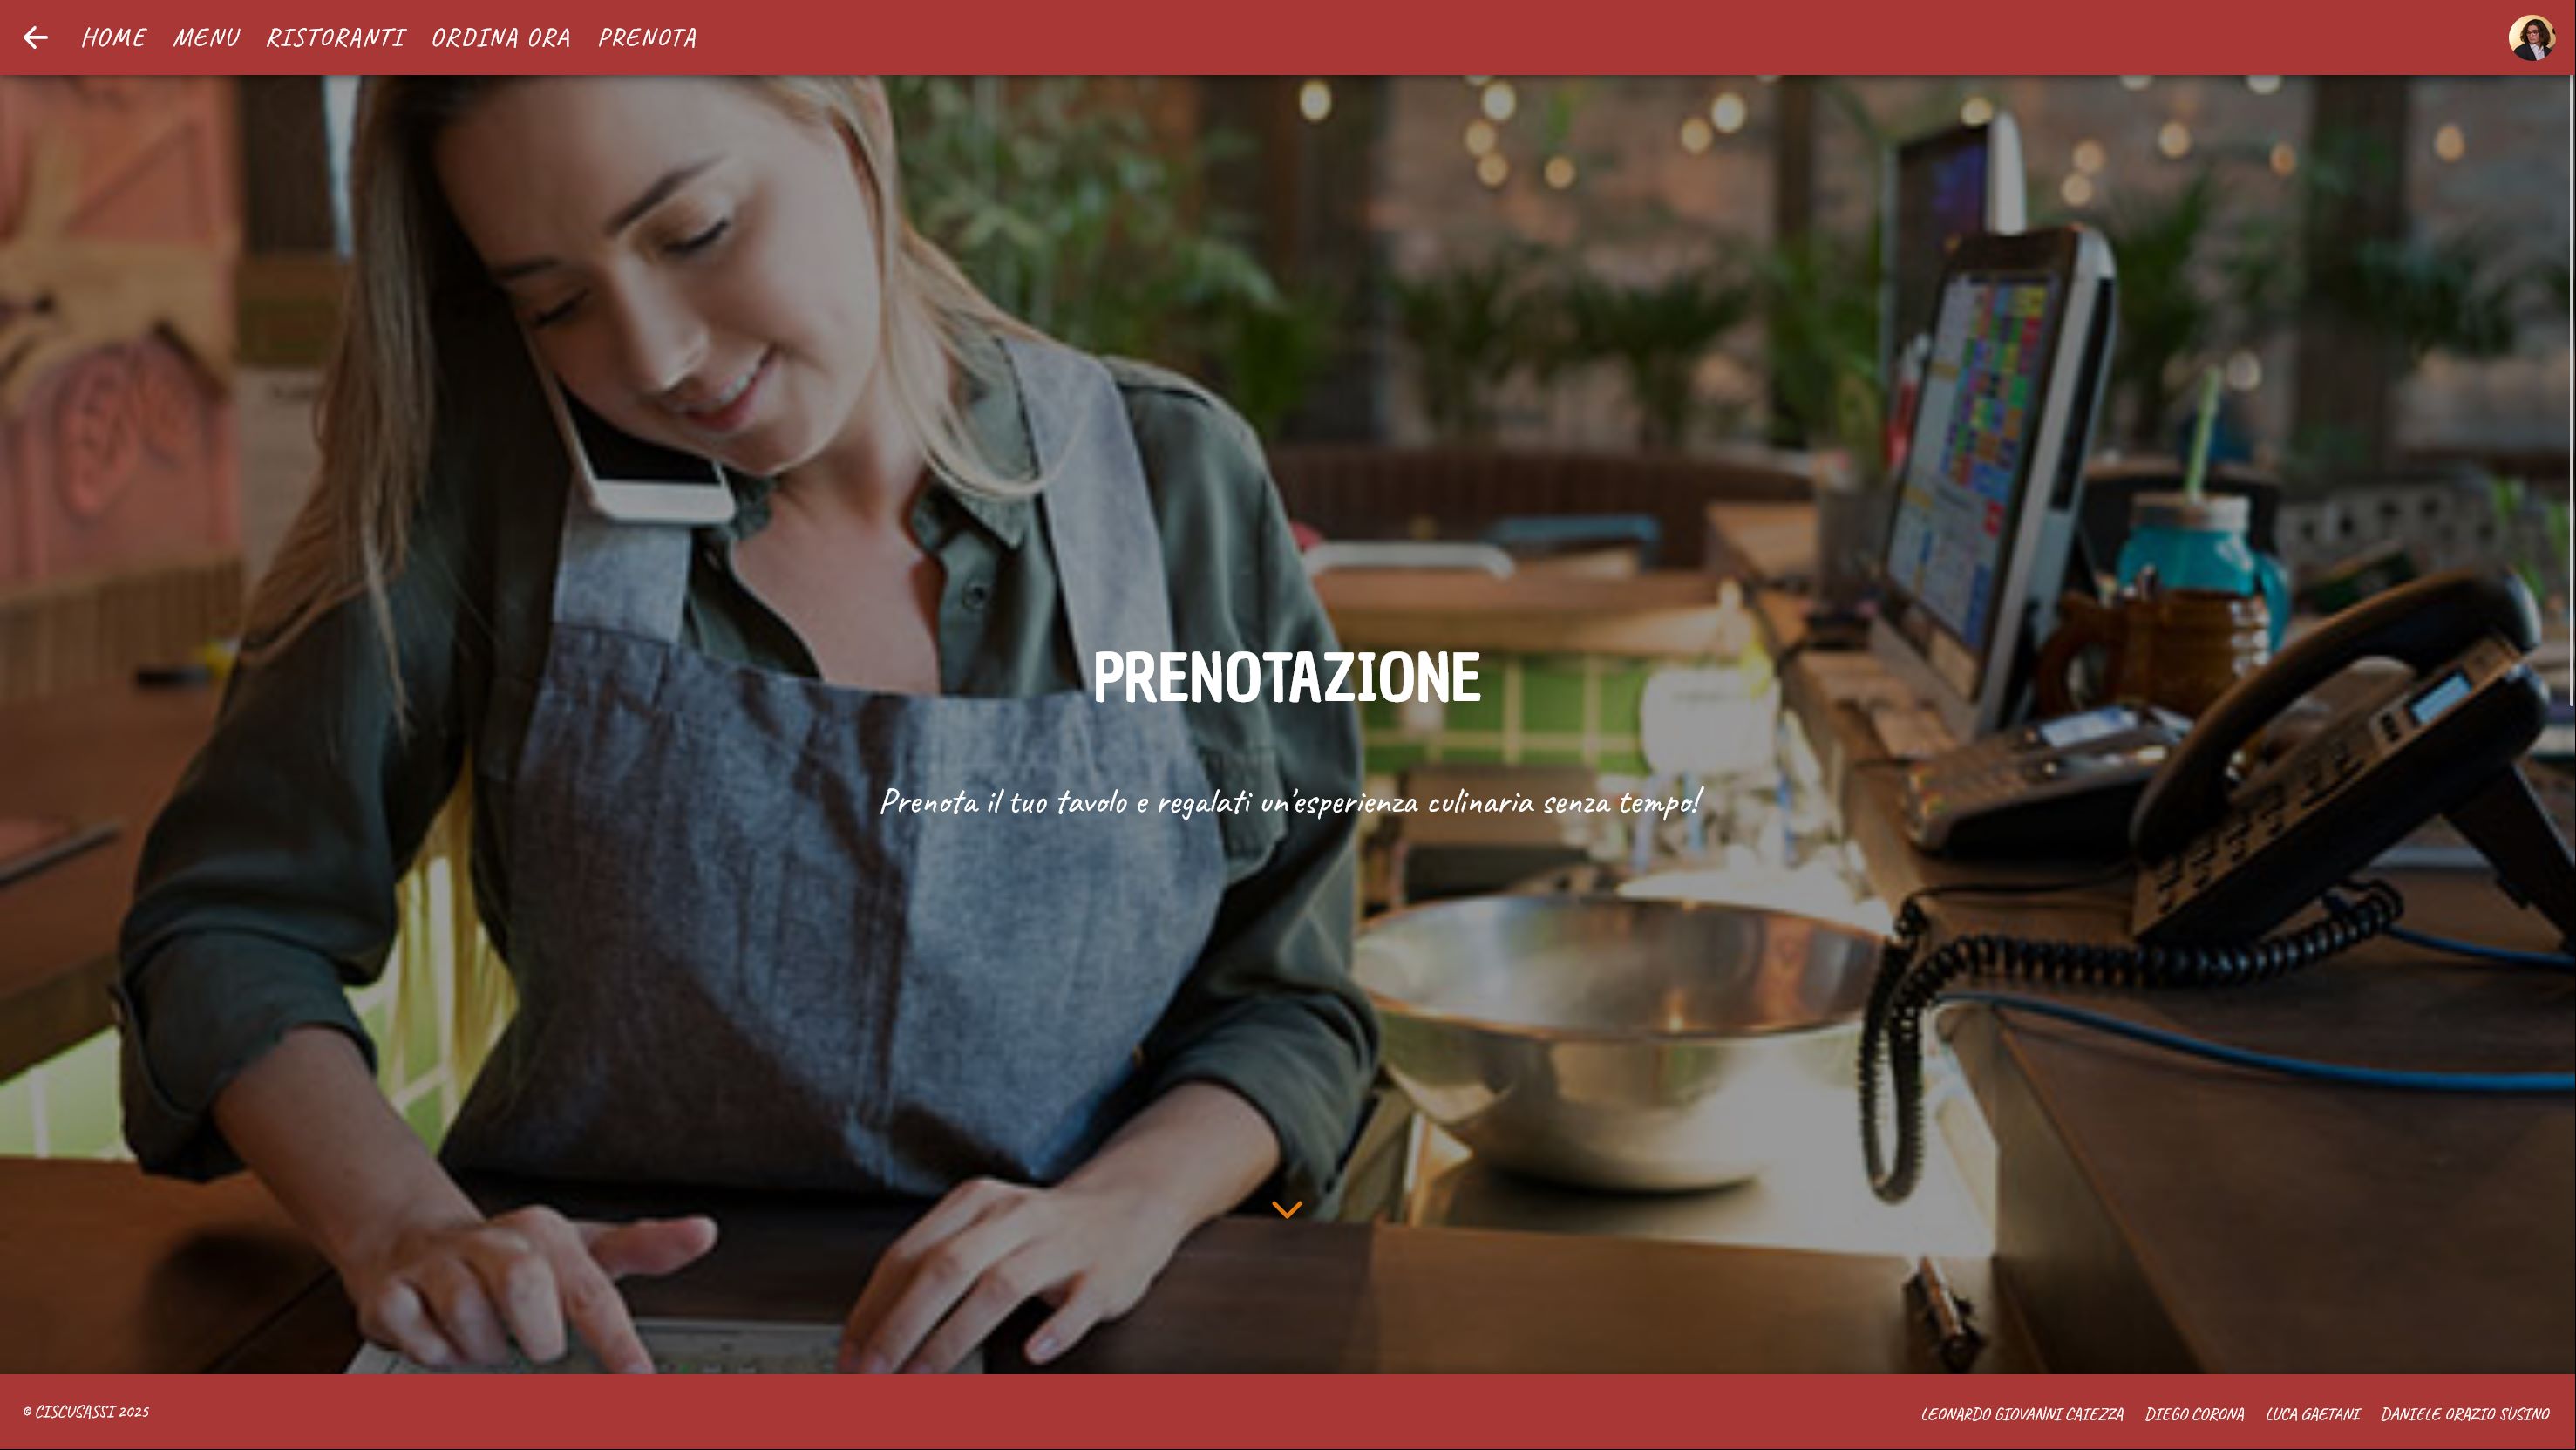 HOME MENU RISTORANTI ORDINA ORA PRENOTA
PRENOTAZIONE
Prenota il tuo tavolo e regalati un'esperienza culinaria senza tempo!
© CISCUSASSI 2025
LEONARDO GIOVANNI CAIEZZA DIEGO CORONA LUCA GAETANI DANIELE ORAZIO SUSINO